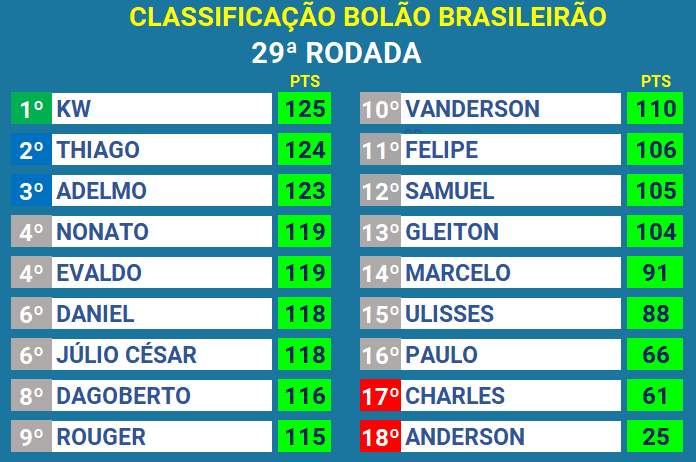 CLASSIFICAÇÃO BOLÃO BRASILEIRÃO
29ª RODADA
PTS
1º KW 125
2º THIAGO 124
3º ADELMO 123
4º NONATO 119
4º EVALDO 119
6º DANIEL 118
6º JÚLIO CÉSAR 118
8º DAGOBERTO 116
9º ROUGER 115
PTS
10º VANDERSON 110
11º FELIPE 106
12º SAMUEL 105
13º GLEITON 104
14º MARCELO 91
15º ULISSES 88
16º PAULO 66
17º CHARLES 61
18º ANDERSON 25